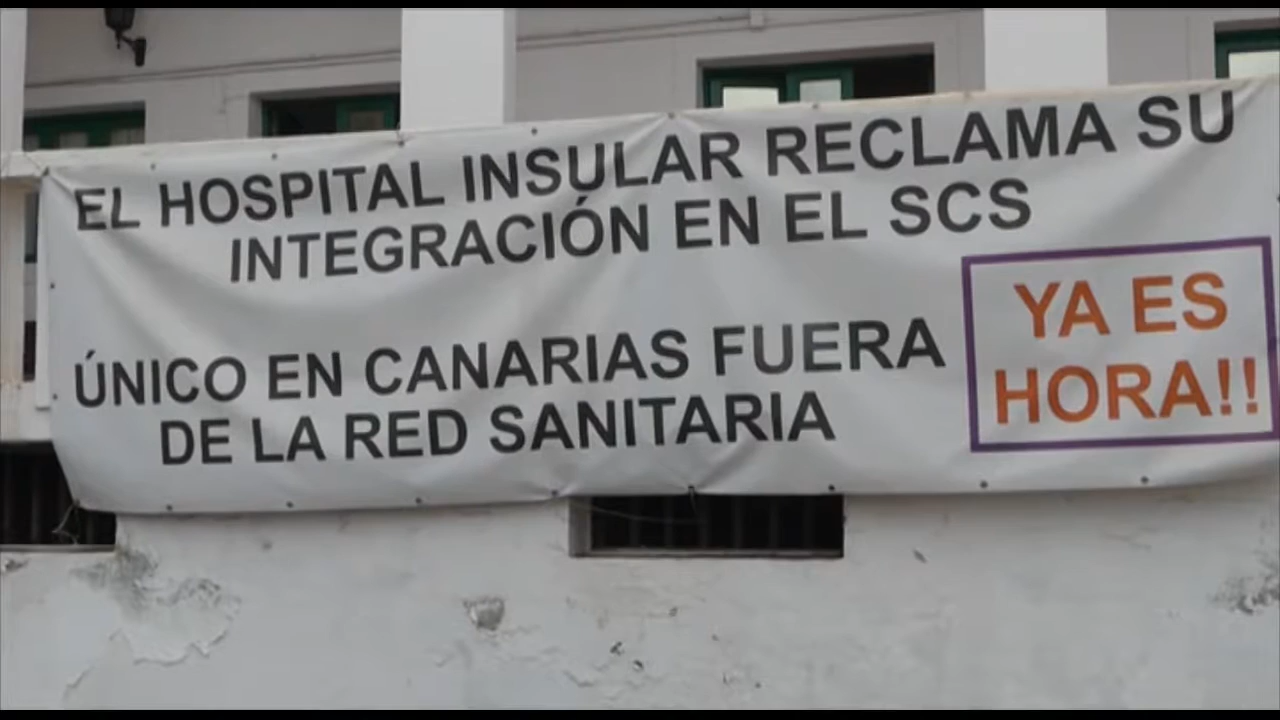 EL HOSPITAL INSULAR RECLAMA SU
INTEGRACIÓN EN EL SCS
ÚNICO EN CANARIAS FUERA
DE LA RED SANITARIA
YA ES
HORA!!